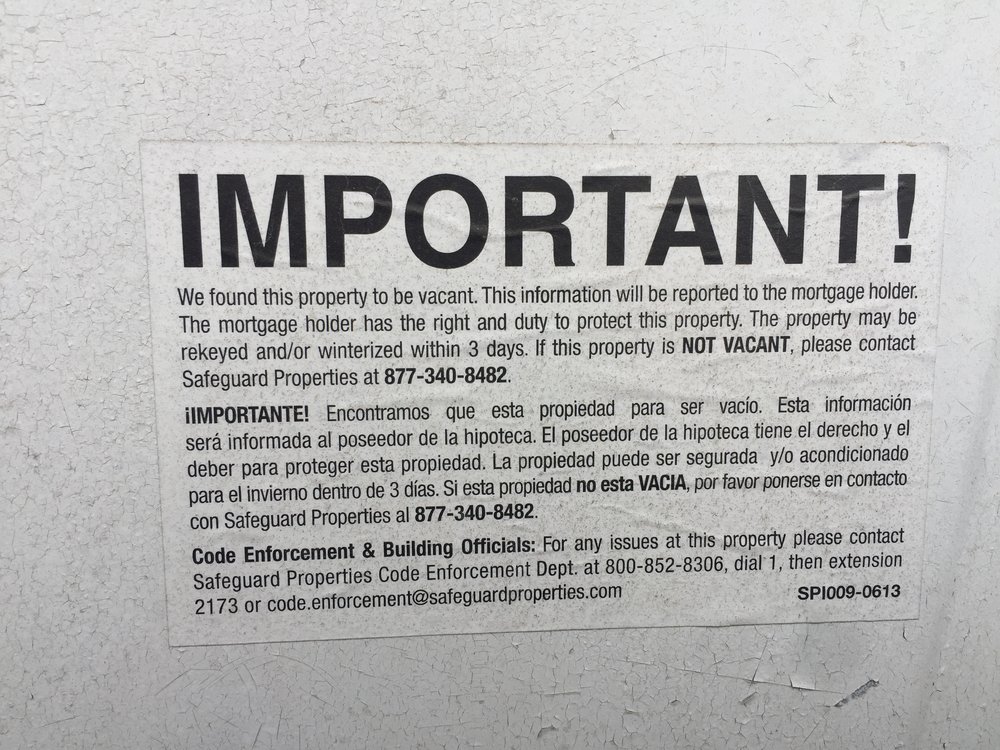 IMPORTANT!
We found this property to be vacant. This information will be reported to the mortgage holder.
The mortgage holder has the right and duty to protect this property. The property may be
rekeyed and/or winterized within 3 days. If this property is NOT VACANT, please contact
Safeguard Properties at 877-340-8482.
¡IMPORTANTE! Encontramos que esta propiedad para ser vacío. Esta información
será informada al poseedor de la hipoteca. El poseedor de la hipoteca tiene el derecho y el
deber para proteger esta propiedad. La propiedad puede ser segurada y/o acondicionado
para el invierno dentro de 3 días. Si esta propiedad no esta VACIA, por favor ponerse en contacto
con Safeguard Properties al 877-340-8482.
Code Enforcement & Building Officials: For any issues at this property please contact
Safeguard Properties Code Enforcement Dept. at 800-852-8306, dial 1, then extension
2173 or code.enforcement@safeguardproperties.com SPI009-0613